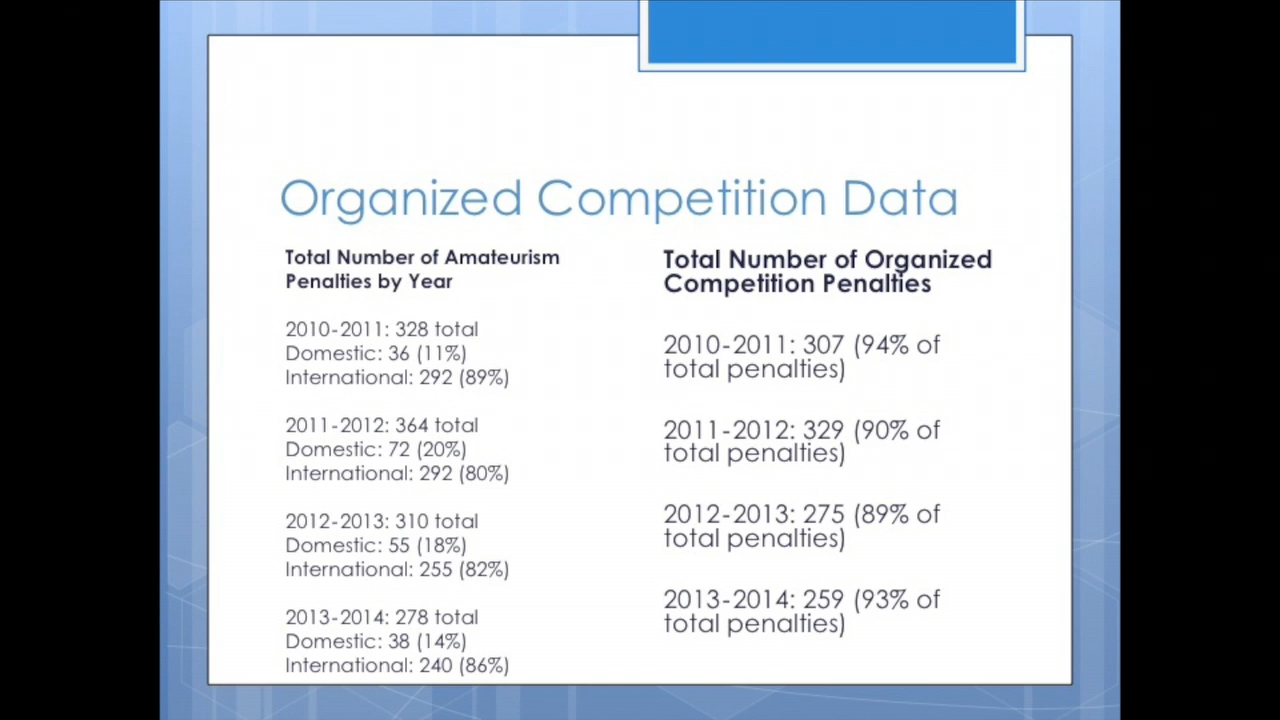 Organized Competition Data
Total Number of Amateurism
Penalties by Year
2010-2011: 328 total
Domestic: 36 (11%)
International: 292 (89%)
2011-2012: 364 total
Domestic: 72 (20%)
International: 292 (80%)
2012-2013: 310 total
Domestic: 55 (18%)
International: 255 (82%)
2013-2014: 278 total
Domestic: 38 (14%)
International: 240 (86%)
Total Number of Organized
Competition Penalties
2010-2011: 307 (94% of
total penalties)
2011-2012: 329 (90% of
total penalties)
2012-2013: 275 (89% of
total penalties)
2013-2014: 259 (93% of
total penalties)